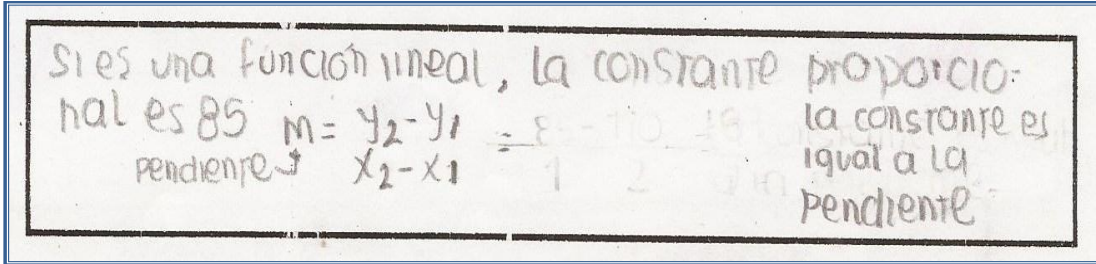 Si es una función lineal, la constante proporcio-
nal es 85 m = y2 - y1 =
pendiente x2 - x1
la constante es
igual a la
pendiente